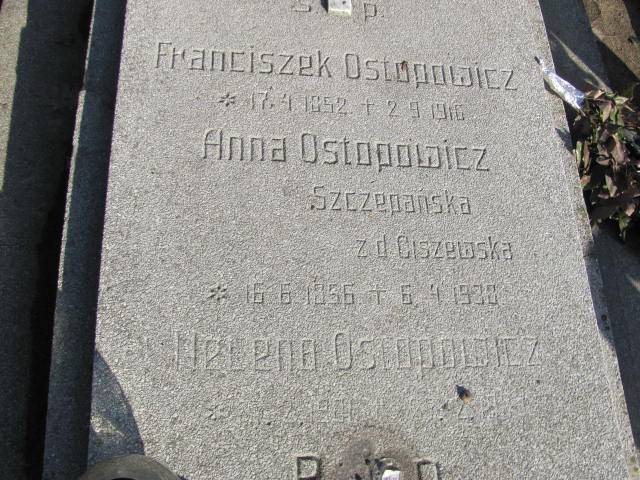 Ś. p.
Franciszek Ostopowicz
* 17 4 1852 + 2 9 1916
Anna Ostopowicz
Szczepańska
z d Ciszewska
* 16 6 1856 + 6 4 1938
Helena Ostopowicz